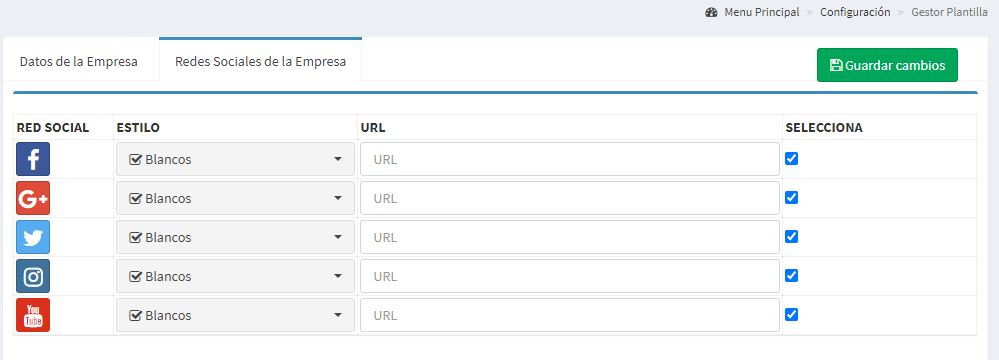 Menu Principal > Configuración > Gestor Plantilla
Datos de la Empresa
Redes Sociales de la Empresa
Guardar cambios
RED SOCIAL ESTILO URL SELECCIONA
f Blancos URL
G+ Blancos URL
Blancos URL
Blancos URL
You Tube Blancos URL